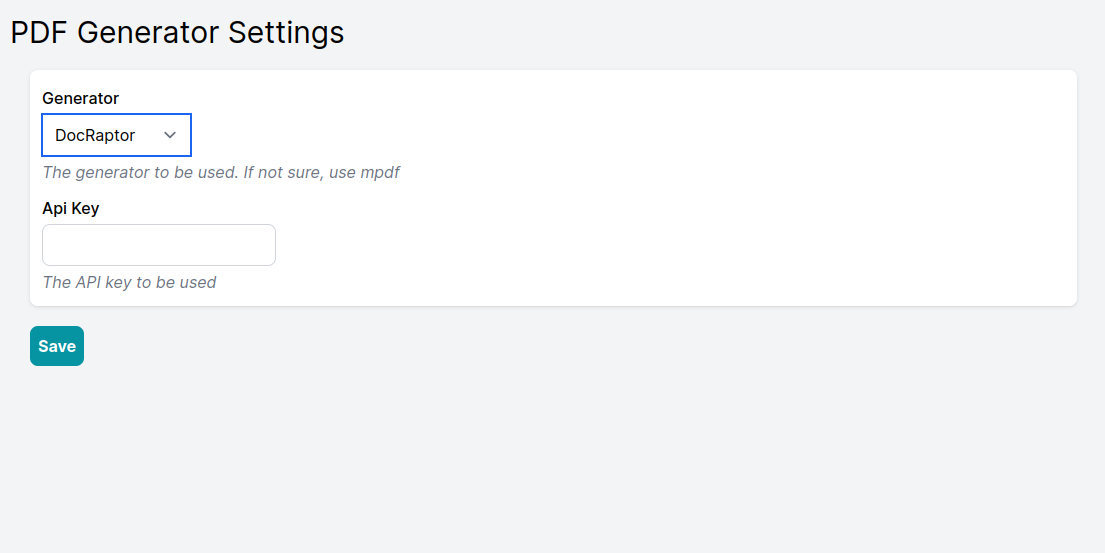 PDF Generator Settings
Generator
DocRaptor
The generator to be used. If not sure, use mpdf
Api Key
The API key to be used
Save